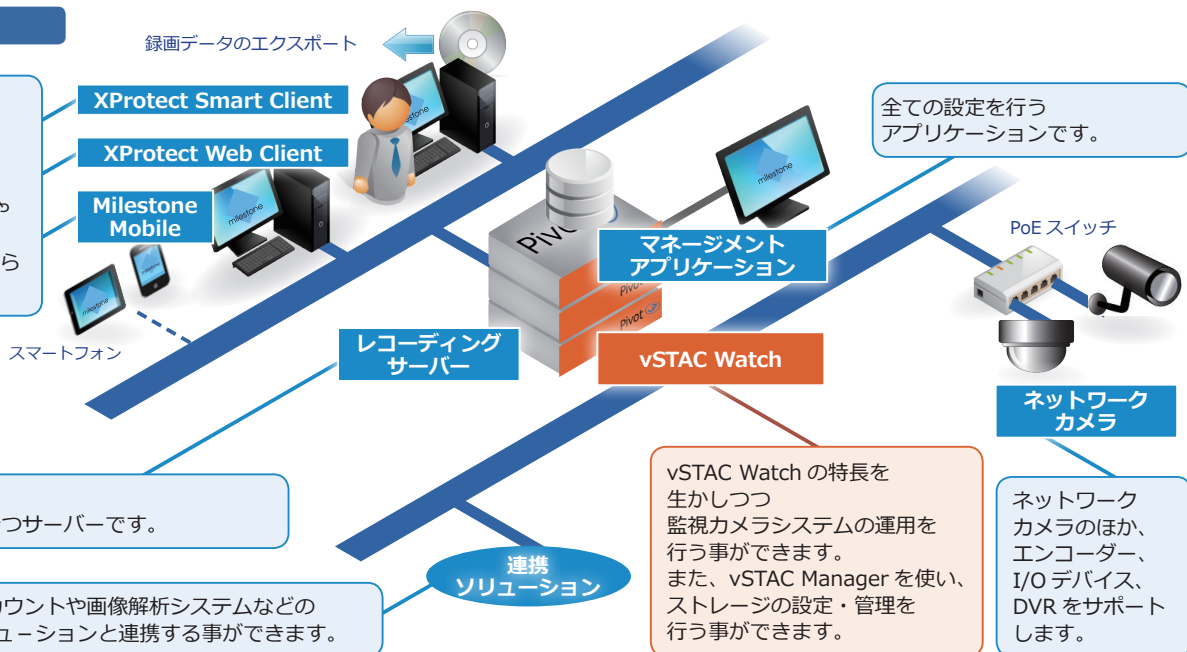 録画データのエクスポート
XProtect Smart Client
XProtect Web Client
Milestone
Mobile
ら
スマートフォン
milestone
milestone
milestone
milestone
milestone
全ての設定を行う
アプリケーションです。
マネージメント
アプリケーション
Pivot
Pivot
レコーディング
サーバー
vSTAC Watch
PoE スイッチ
ネットワーク
カメラ
つサーバーです。
連携
ソリューション
カウントや画像解析システムなどの
ューションと連携する事ができます。
vSTAC Watch の特長を
生かしつつ
監視カメラシステムの運用を
行う事ができます。
また、vSTAC Manager を使い、
ストレージの設定・管理を
行う事ができます。
ネットワーク
カメラのほか、
エンコーダー、
I/O デバイス、
DVR をサポート
します。